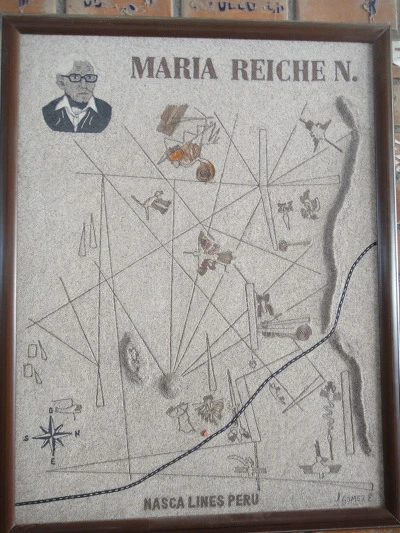 MARIA REICHE N.
O
S N
E
NASCA LINES PERU